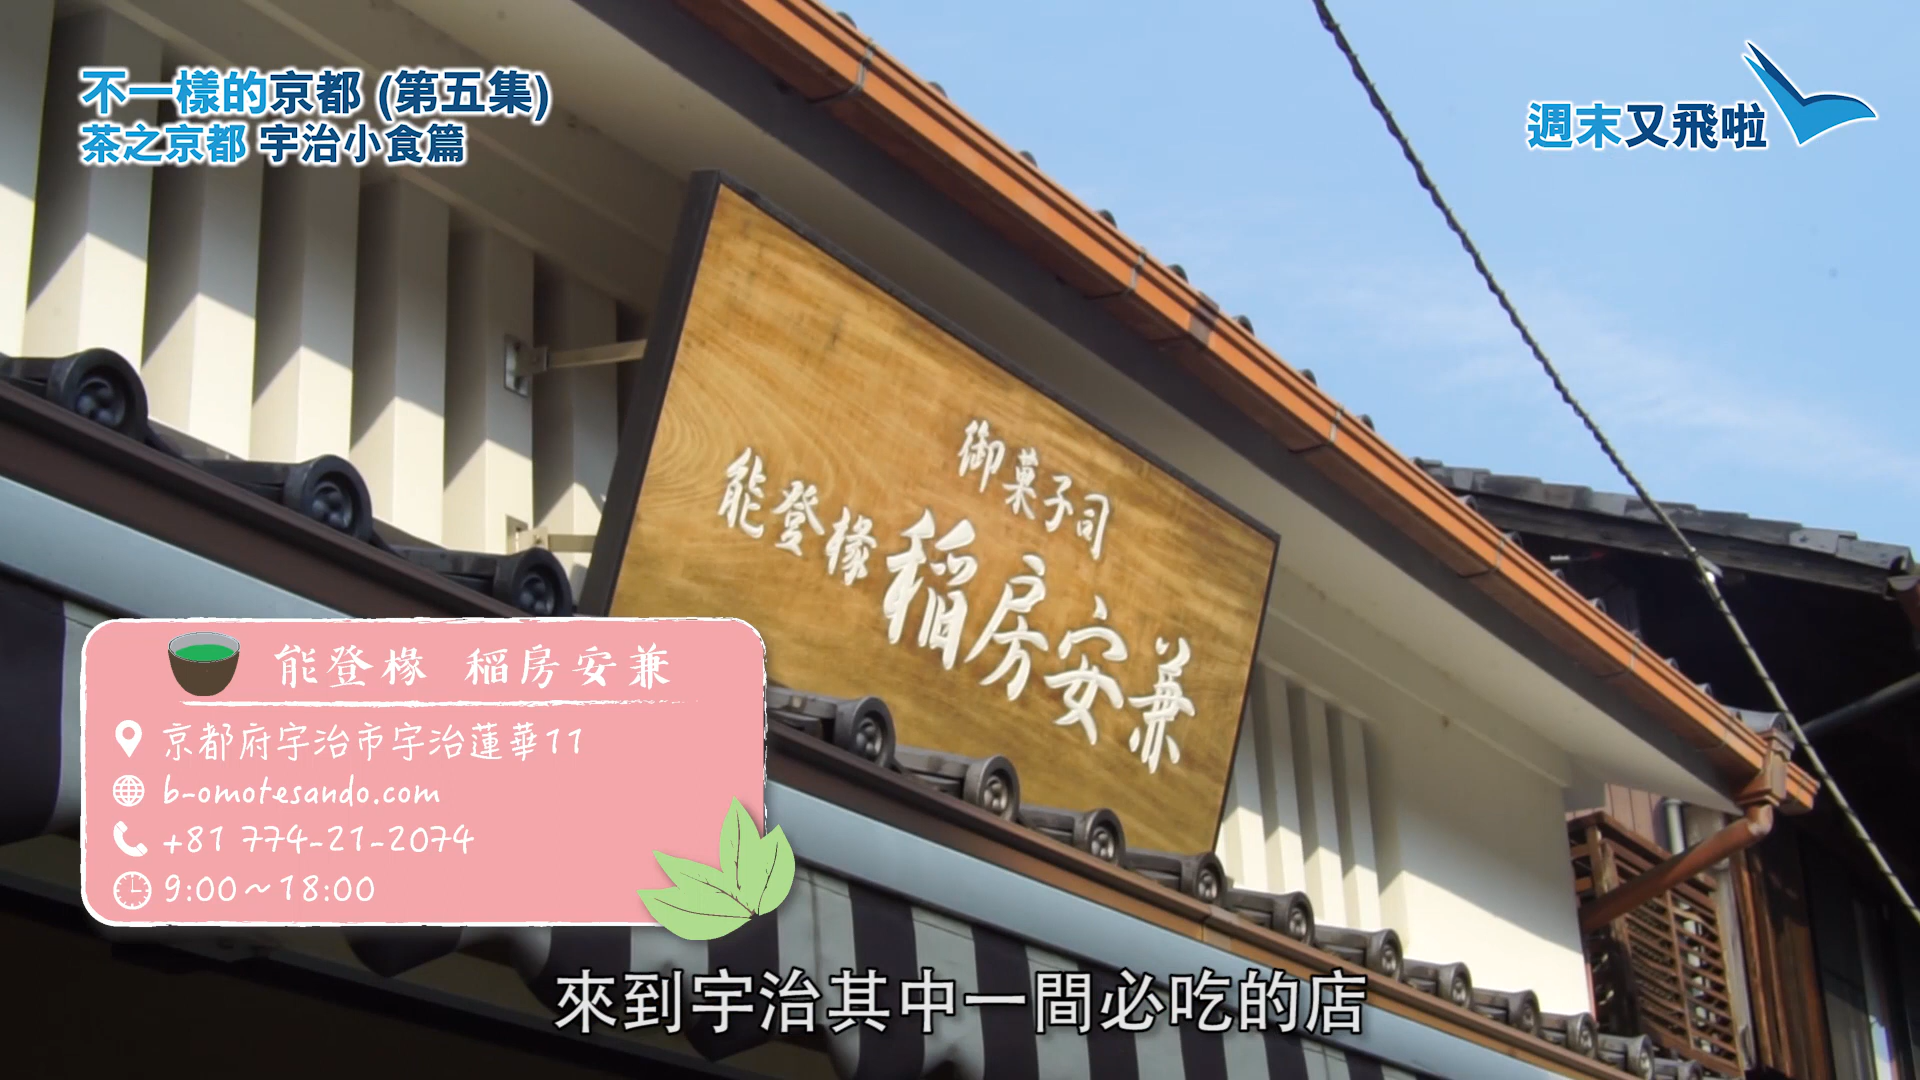 不一樣的京都 (第五集)
茶之京都 宇治小食篇
週末又飛啦
御菓子司
能登椽 稲房安兼
能登椽 稲房安兼
京都府宇治市宇治蓮華11
b-omotesando.com
+81 774-21-2074
9:00~18:00
來到宇治其中一間必吃的店